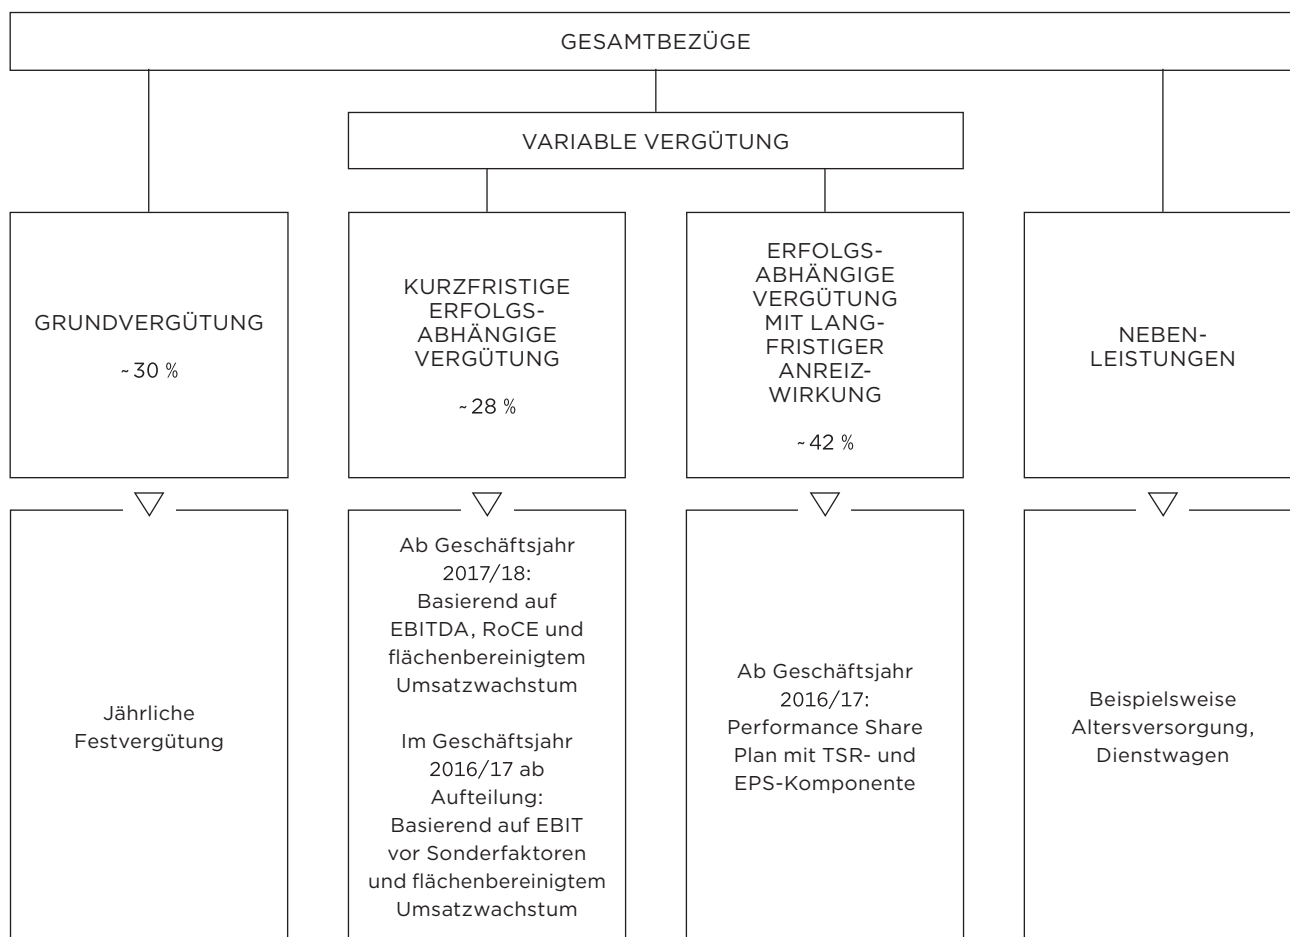 GESAMTBEZÜGE
VARIABLE VERGÜTUNG
GRUNDVERGÜTUNG
~ 30 %
KURZFRISTIGE
ERFOLGS-
ABHÄNGIGE
VERGÜTUNG
~ 28 %
ERFOLGS-
ABHÄNGIGE
VERGÜTUNG
MIT LANG-
FRISTIGER
ANREIZ-
WIRKUNG
~ 42 %
NEBEN-
LEISTUNGEN
Jährliche
Festvergütung
Ab Geschäftsjahr
2017/18:
Basierend auf
EBITDA, RoCE und
flächenbereinigtem
Umsatzwachstum
Im Geschäftsjahr
2016/17 ab
Aufteilung:
Basierend auf EBIT
vor Sonderfaktoren
und flächenbereinigtem
Umsatzwachstum
Ab Geschäftsjahr
2016/17:
Performance Share
Plan mit TSR- und
EPS-Komponente
Beispielsweise
Altersversorgung,
Dienstwagen